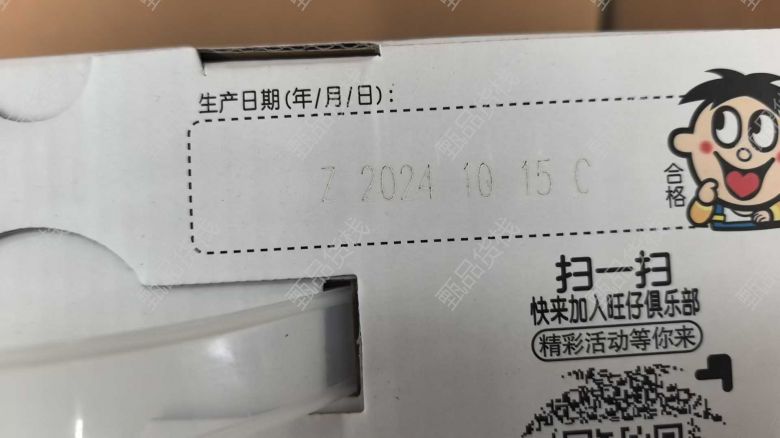 生产日期(年/月/日):
Z 2024 10 15 C
合格
扫一扫
快来加入旺仔俱乐部
精彩活动等你来